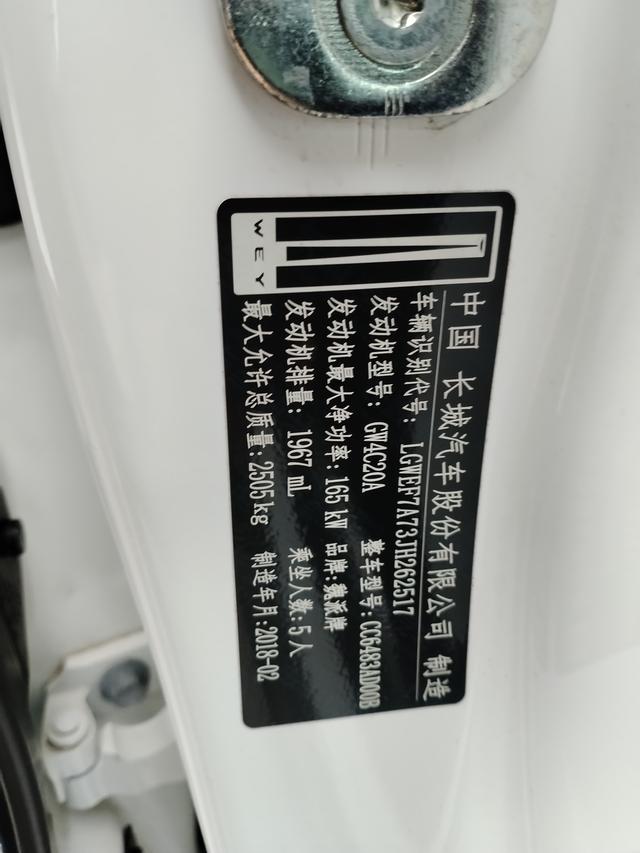 WEY
中国 长城汽车股份有限公司 制造
车辆识别代号: LGWEF7A73JH262517
发动机型号: GW4C20A 整车型号: CC6483AD00B
发动机最大净功率: 165 kW 品牌: 魏派牌
发动机排量: 1967 mL 乘坐人数: 5 人
最大允许总质量: 2505kg 制造年月: 2018-02